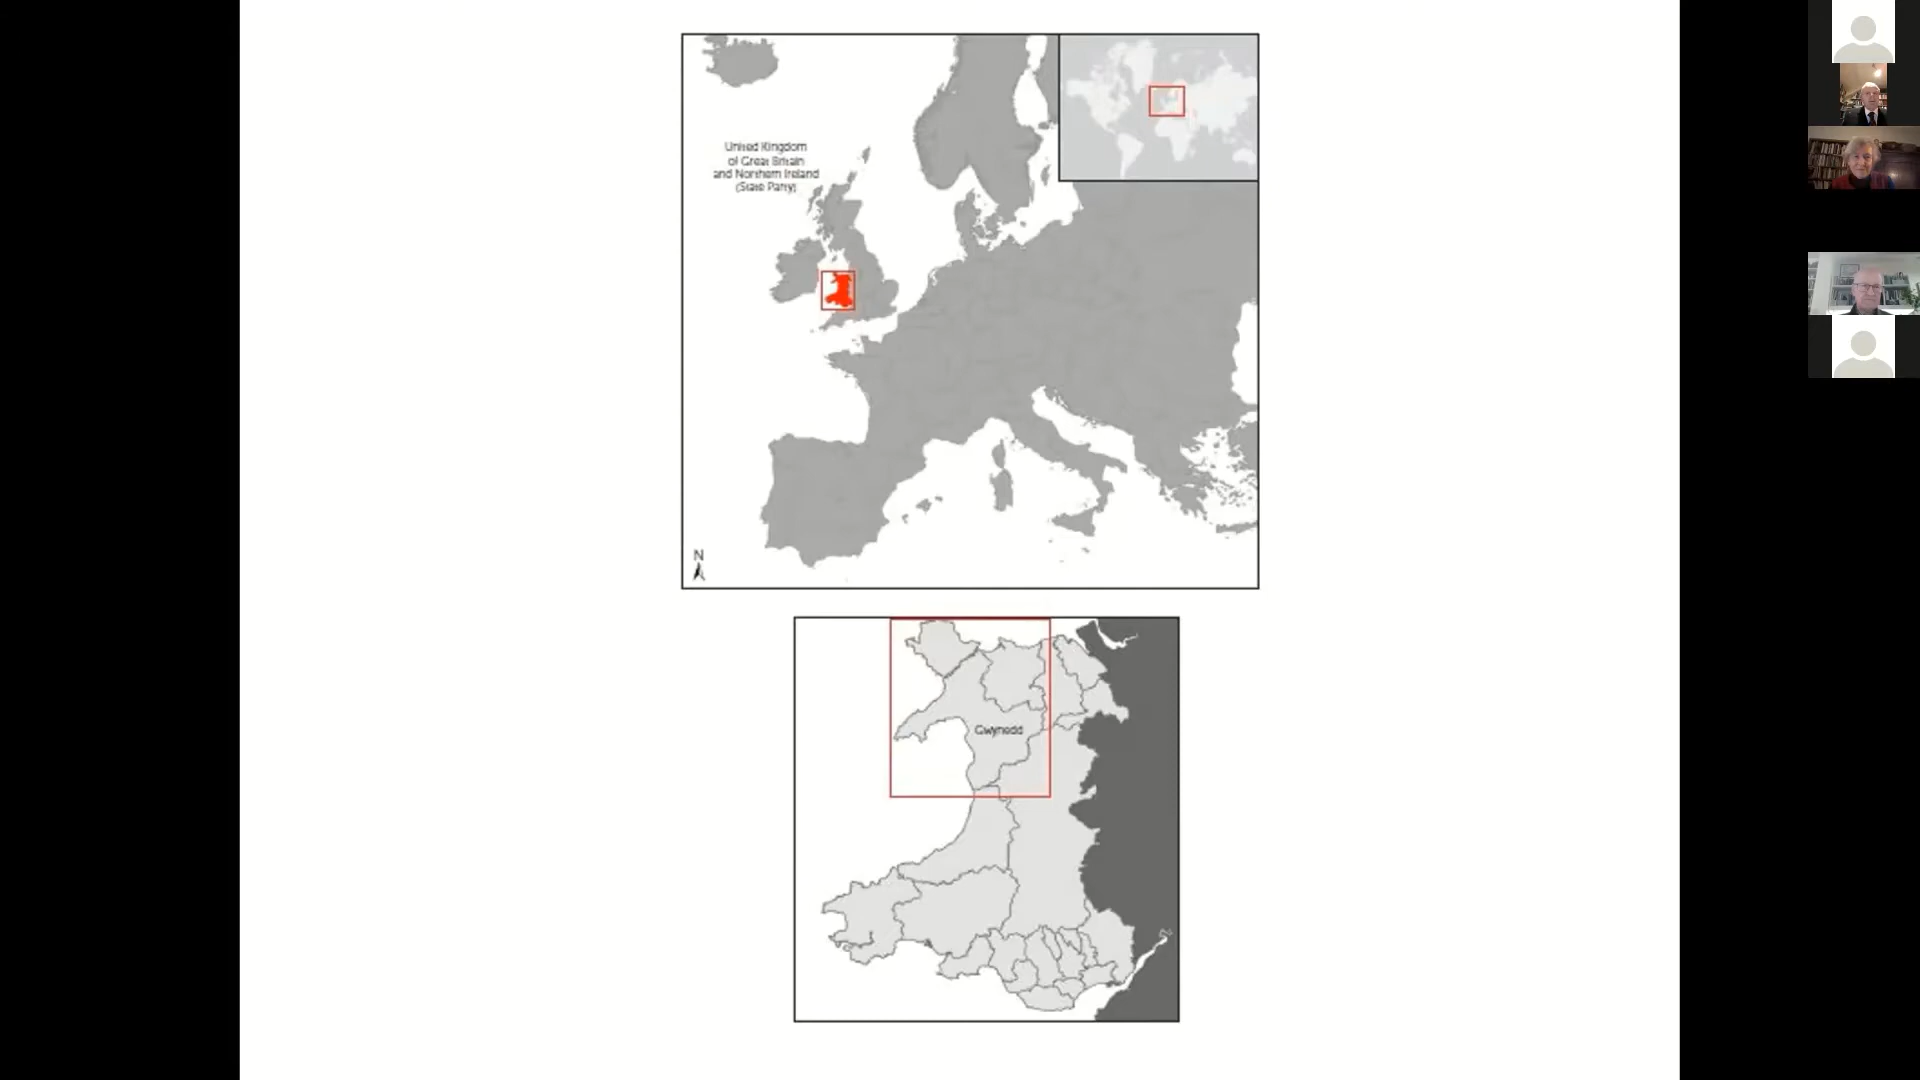 United Kingdom
of Great Britain
and Northern Ireland
(State Party)
N
Gwynedd